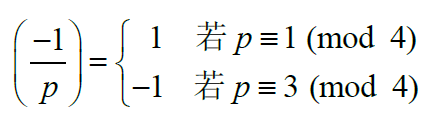 (−1/p) = { 1 若 p ≡ 1 (mod 4)
−1 若 p ≡ 3 (mod 4)